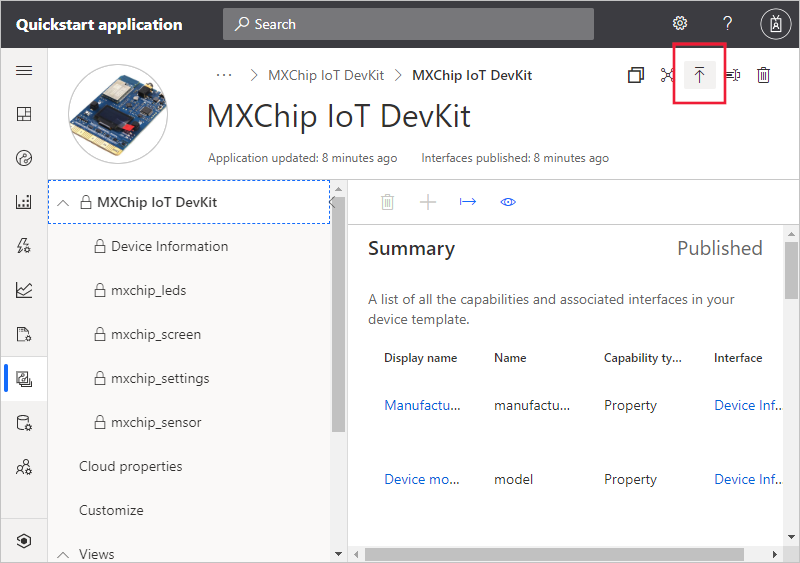 Quickstart application
Search
?
··· > MXChip IoT DevKit > MXChip IoT DevKit
MXChip IoT DevKit
Application updated: 8 minutes ago Interfaces published: 8 minutes ago
MXChip IoT DevKit
Device Information
mxchip_leds
mxchip_screen
mxchip_settings
mxchip_sensor
Cloud properties
Customize
Views
Summary Published
A list of all the capabilities and associated interfaces in your
device template.
Display name Name Capability ty... Interface
Manufactu... manufactu... Property Device Inf...
Device mo... model Property Device Inf...